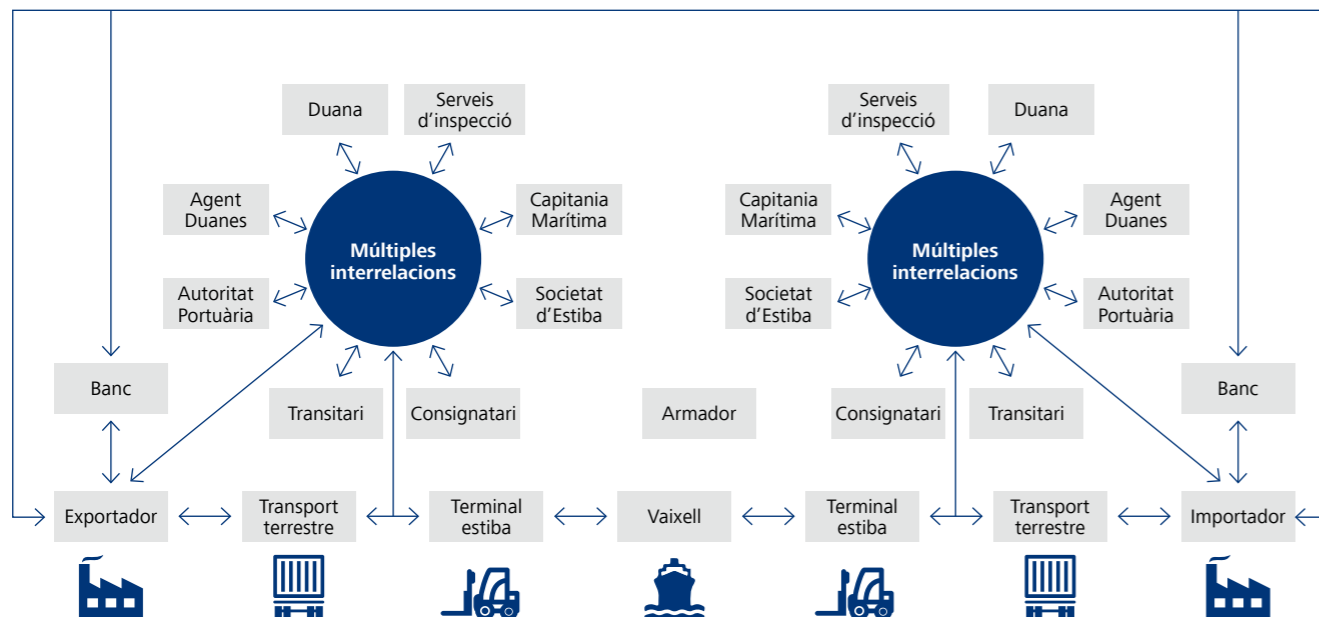 Duana
Serveis
d’inspecció
Serveis
d’inspecció
Duana
Agent
Duanes
Capitania
Marítima
Capitania
Marítima
Agent
Duanes
Múltiples
interrelacions
Múltiples
interrelacions
Autoritat
Portuària
Societat
d’Estiba
Societat
d’Estiba
Autoritat
Portuària
Banc
Transitari
Consignatari
Armador
Consignatari
Transitari
Banc
Exportador
Transport
terrestre
Terminal
estiba
Vaixell
Terminal
estiba
Transport
terrestre
Importador